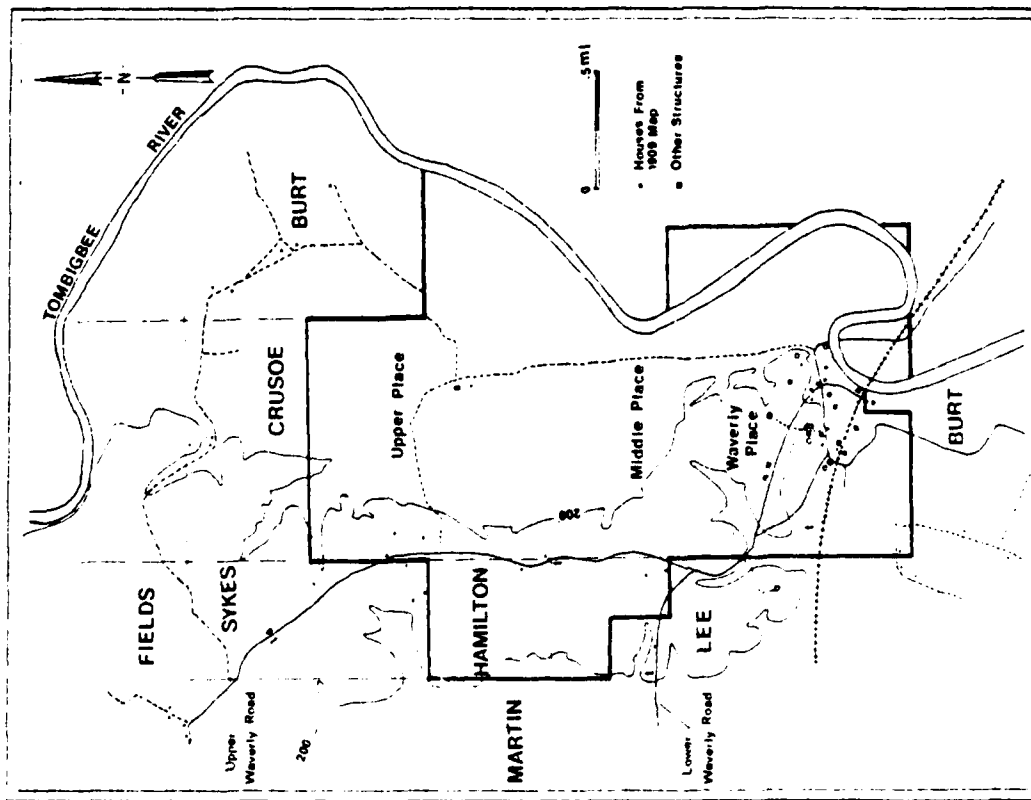 N
TOMBIGBEE
RIVER
BURT
0
.5mi
Houses From
1909 Map
Other Structures
CRUSOE
Upper Place
FIELDS
SYKES
200
HAMILTON
Middle Place
Waverly
Place
Upper
Waverly Road
200
MARTIN
LEE
Lower
Waverly Road
BURT